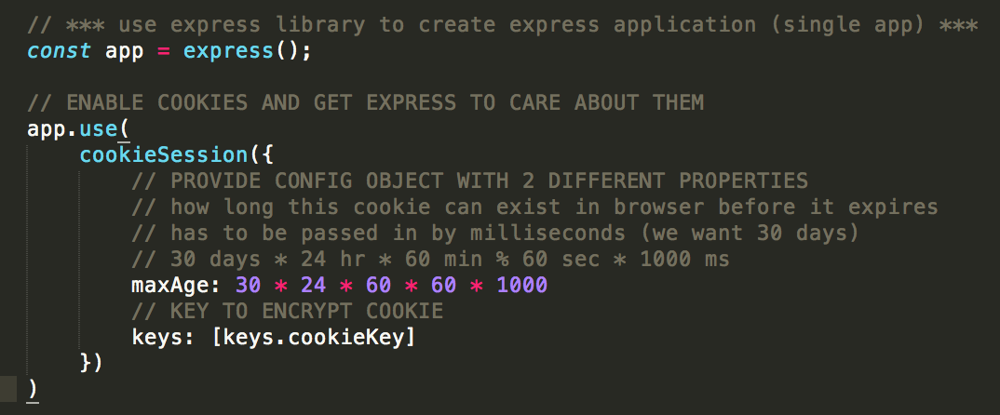 // *** use express library to create express application (single app) ***
const app = express();
// ENABLE COOKIES AND GET EXPRESS TO CARE ABOUT THEM
app.use(
cookieSession({
// PROVIDE CONFIG OBJECT WITH 2 DIFFERENT PROPERTIES
// how long this cookie can exist in browser before it expires
// has to be passed in by milliseconds (we want 30 days)
// 30 days * 24 hr * 60 min % 60 sec * 1000 ms
maxAge: 30 * 24 * 60 * 60 * 1000
// KEY TO ENCRYPT COOKIE
keys: [keys.cookieKey]
})
)